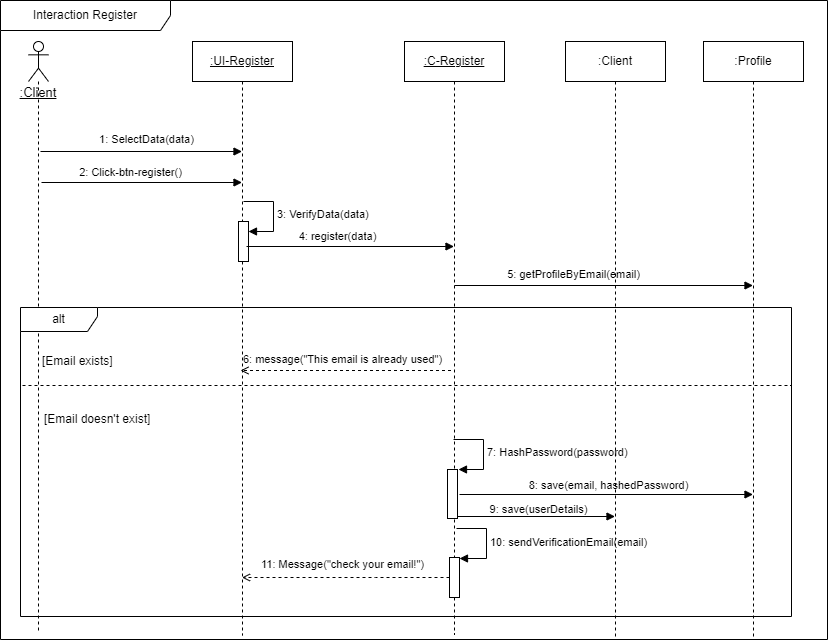 Interaction Register
:Client
:UI-Register
:C-Register
:Client
:Profile
1: SelectData(data)
2: Click-btn-register()
3: VerifyData(data)
4: register(data)
5: getProfileByEmail(email)
alt
[Email exists]
6: message("This email is already used")
[Email doesn't exist]
7: HashPassword(password)
8: save(email, hashedPassword)
9: save(userDetails)
10: sendVerificationEmail(email)
11: Message("check your email!")